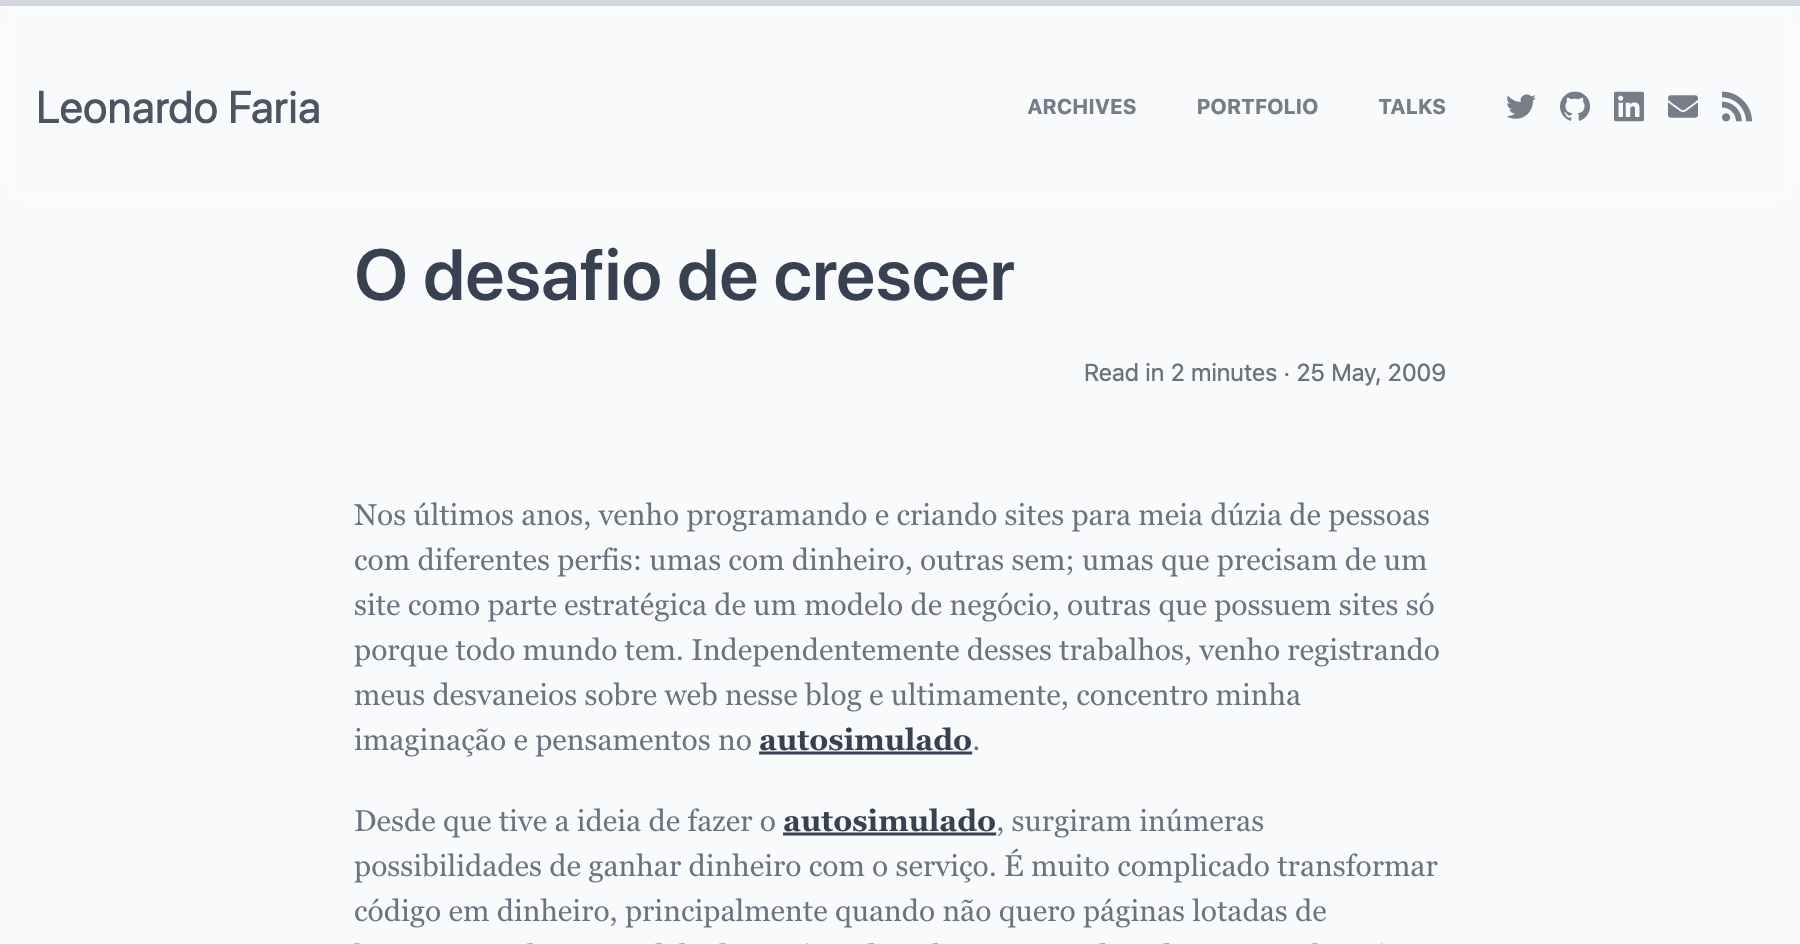 Leonardo Faria
ARCHIVES PORTFOLIO TALKS
O desafio de crescer
Read in 2 minutes · 25 May, 2009
Nos últimos anos, venho programando e criando sites para meia dúzia de pessoas
com diferentes perfis: umas com dinheiro, outras sem; umas que precisam de um
site como parte estratégica de um modelo de negócio, outras que possuem sites só
porque todo mundo tem. Independentemente desses trabalhos, venho registrando
meus desvaneios sobre web nesse blog e ultimamente, concentro minha
imaginação e pensamentos no autosimulado.
Desde que tive a ideia de fazer o autosimulado, surgiram inúmeras
possibilidades de ganhar dinheiro com o serviço. É muito complicado transformar
código em dinheiro, principalmente quando não quero páginas lotadas de